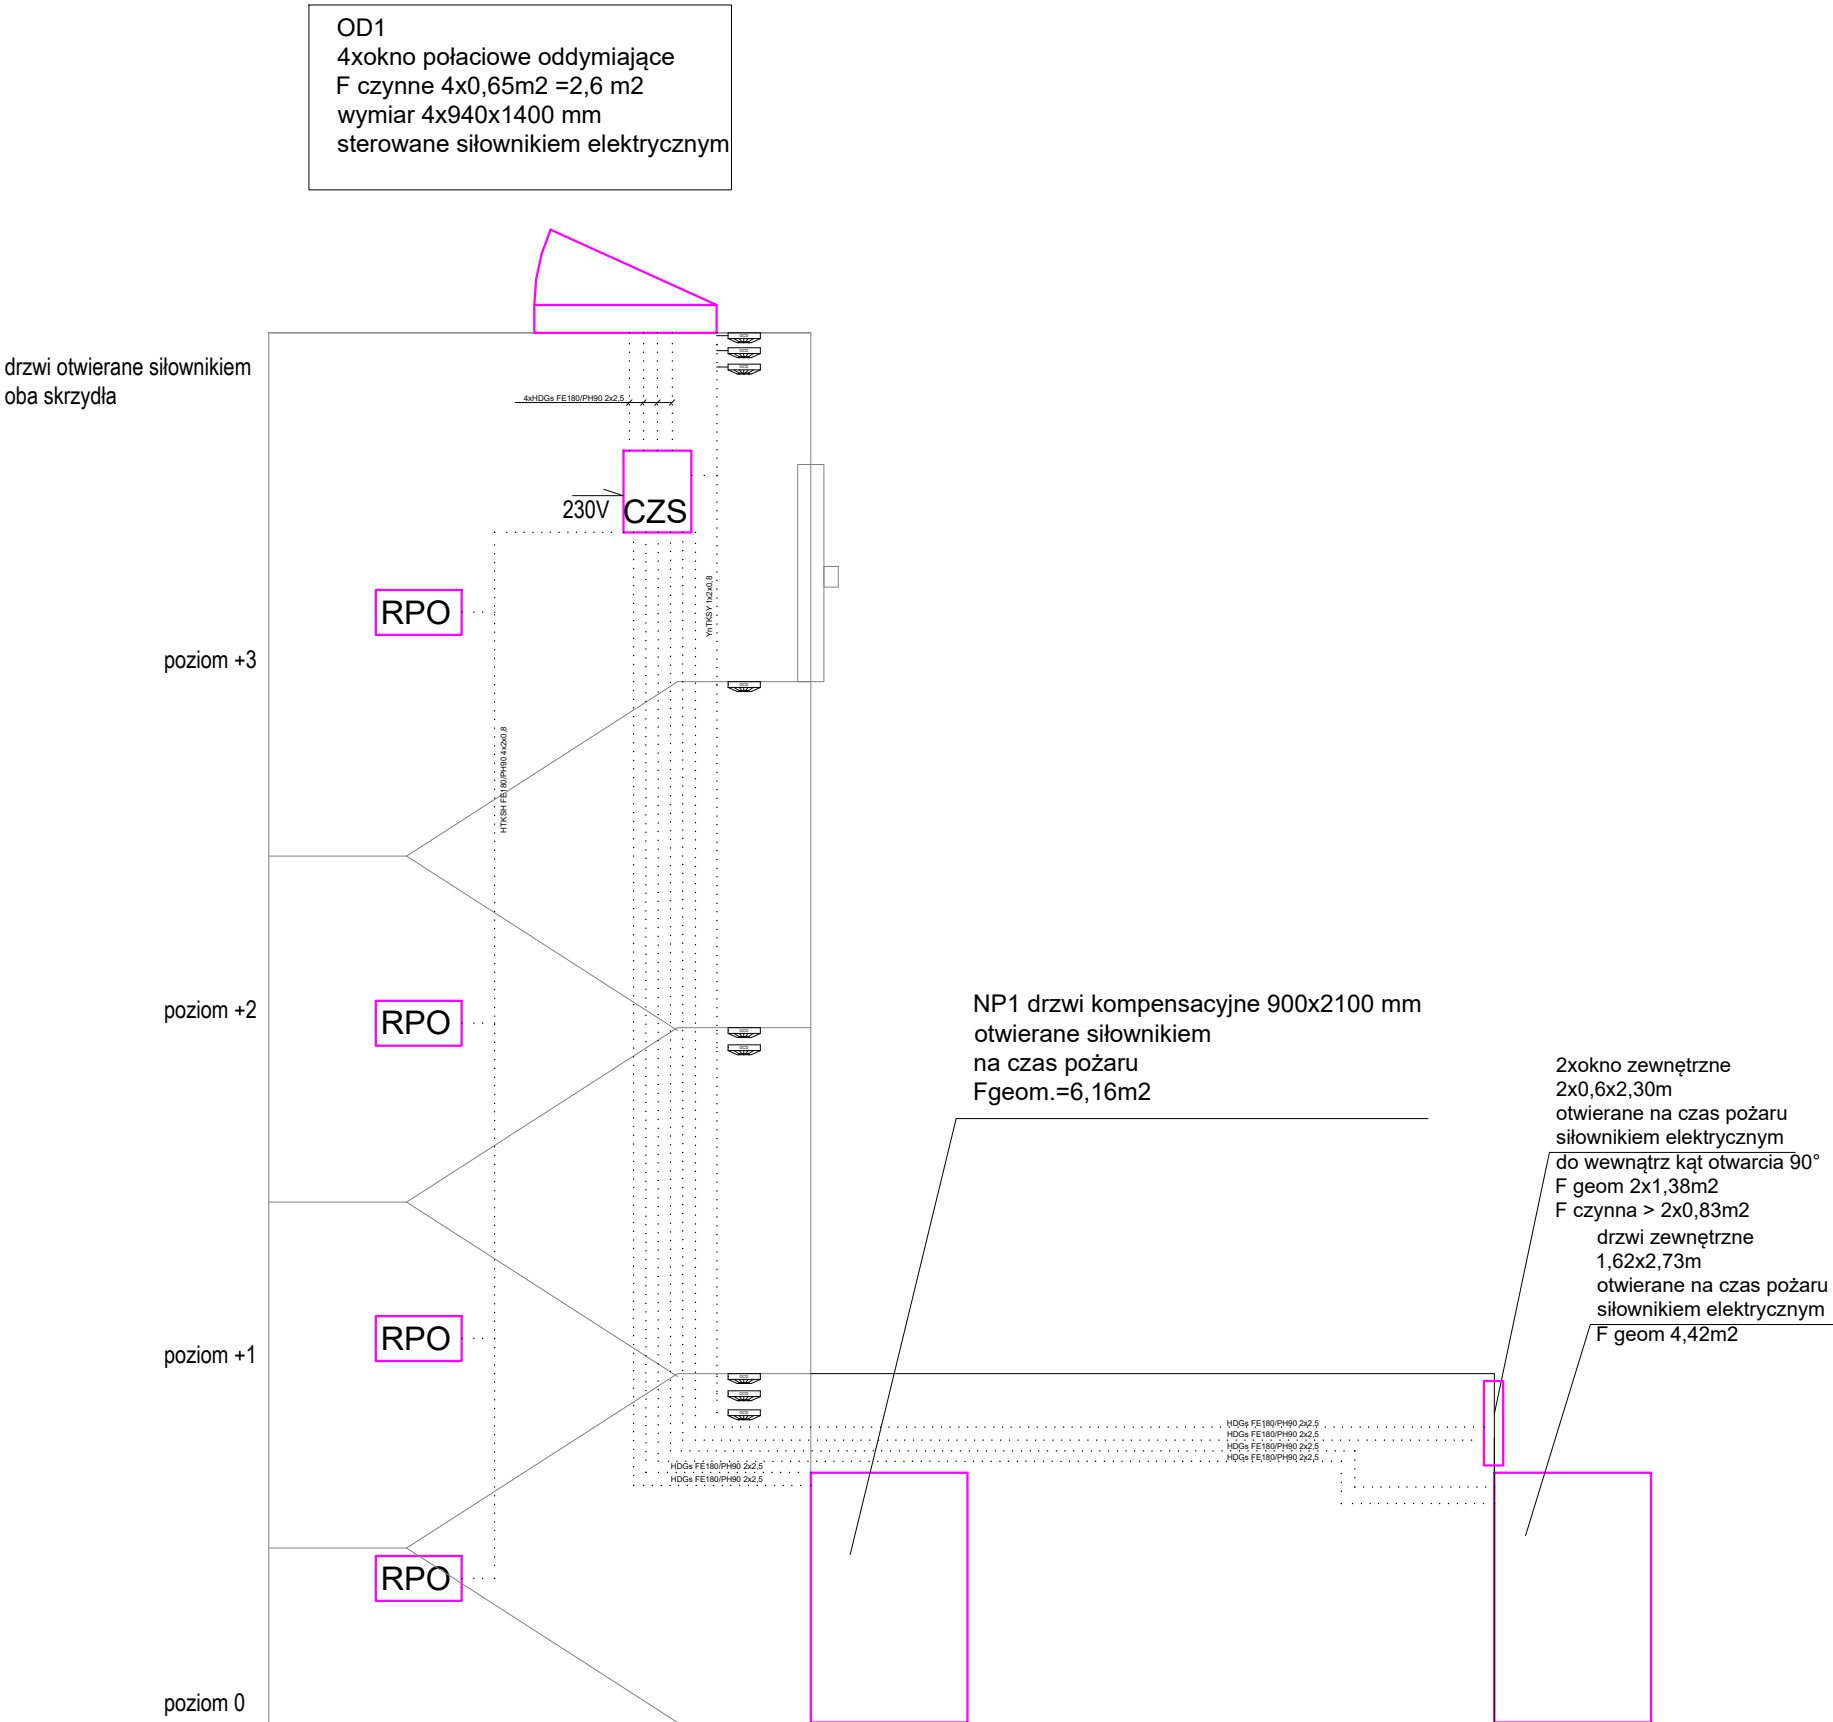 OD1
4xokno połaciowe oddymiające
F czynne 4x0,65m2 =2,6 m2
wymiar 4x940x1400 mm
sterowane siłownikiem elektrycznym
drzwi otwierane siłownikiem
oba skrzydła
4xHDGs FE180/PH90 2x2,5
230V
CZS
YnTKSY 1x2x0,8
RPO
poziom +3
HTKSH FE180/PH90 4x2x0,8
poziom +2
RPO
NP1 drzwi kompensacyjne 900x2100 mm
otwierane siłownikiem
na czas pożaru
Fgeom.=6,16m2
2xokno zewnętrzne
2x0,6x2,30m
otwierane na czas pożaru
siłownikiem elektrycznym
do wewnątrz kąt otwarcia 90°
F geom 2x1,38m2
F czynna > 2x0,83m2
drzwi zewnętrzne
1,62x2,73m
otwierane na czas pożaru
siłownikiem elektrycznym
F geom 4,42m2
RPO
poziom +1
HDGs FE180/PH90 2x2,5
HDGs FE180/PH90 2x2,5
HDGs FE180/PH90 2x2,5
HDGs FE180/PH90 2x2,5
HDGs FE180/PH90 2x2,5
HDGs FE180/PH90 2x2,5
RPO
poziom 0